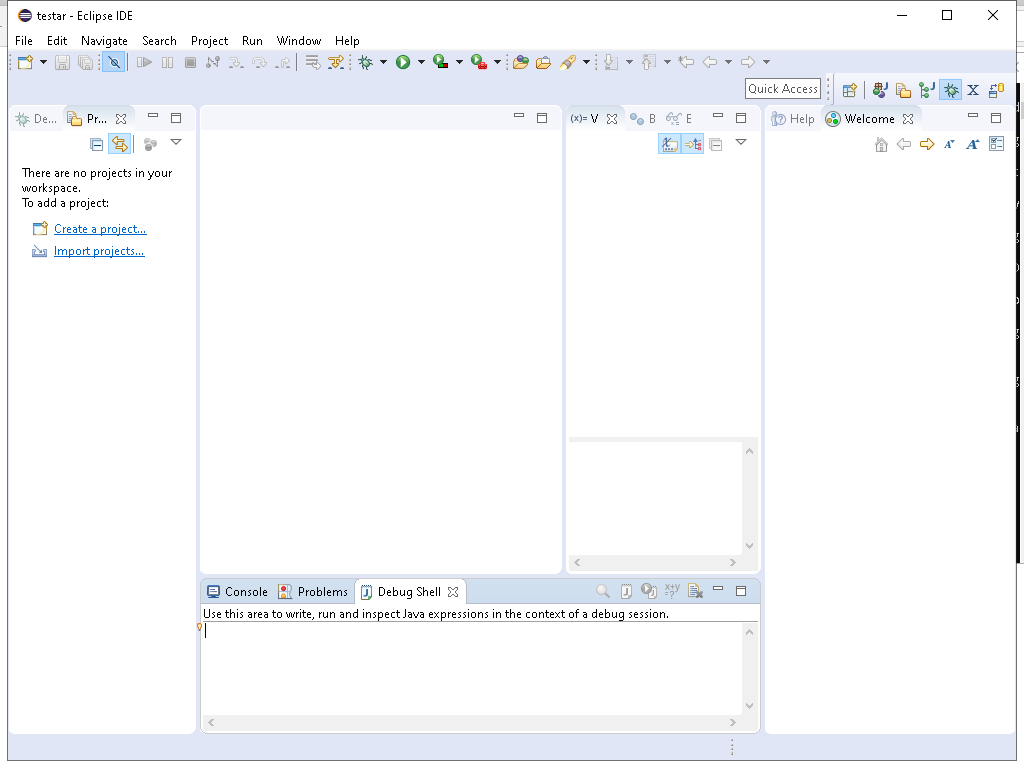 testar - Eclipse IDE
File Edit Navigate Search Project Run Window Help
Quick Access
De... Pr... (x)= V B E Help Welcome
There are no projects in your
workspace.
To add a project:
Create a project...
Import projects...
Console Problems Debug Shell
Use this area to write, run and inspect Java expressions in the context of a debug session.